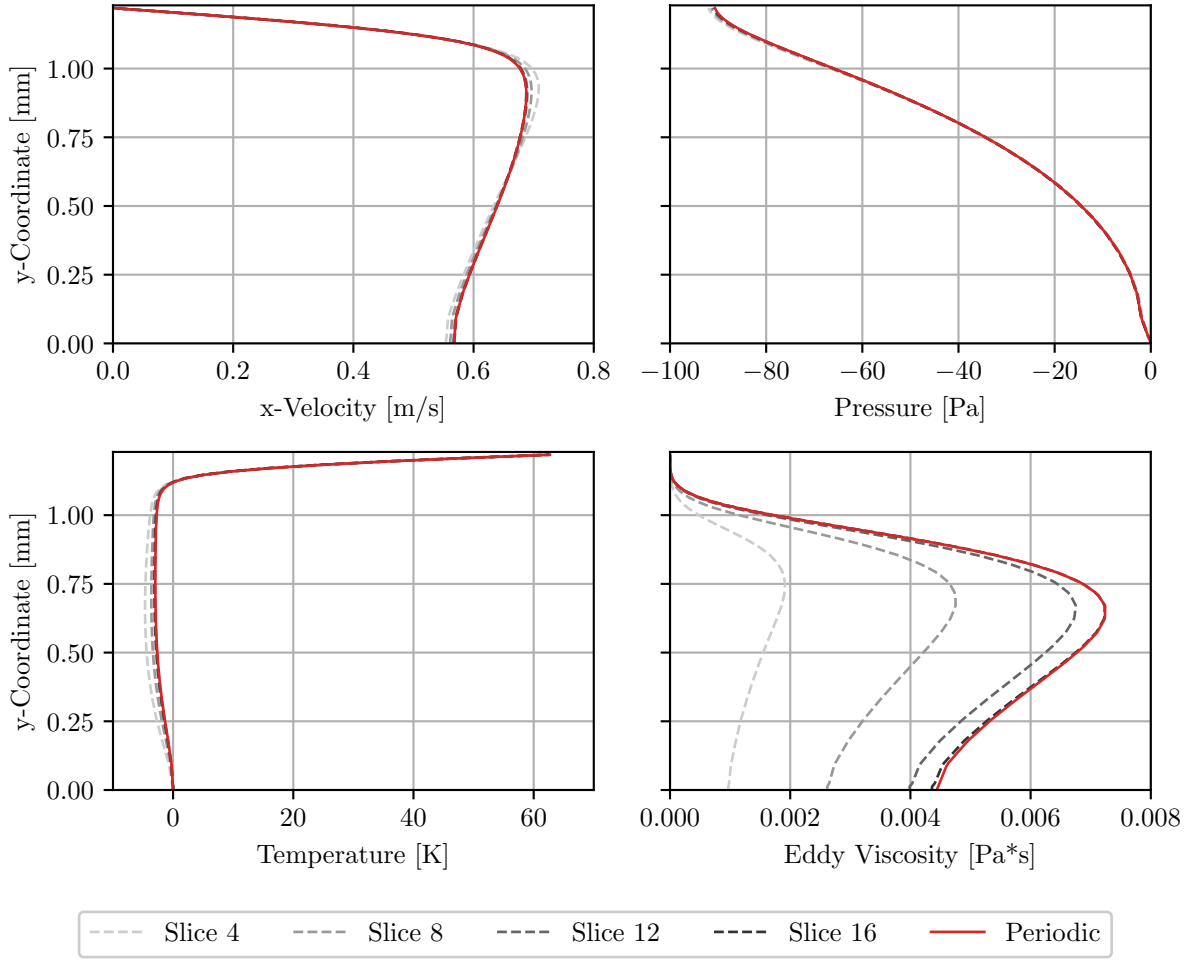 y-Coordinate [mm]
1.00
0.75
0.50
0.25
0.00
0.0 0.2 0.4 0.6 0.8
x-Velocity [m/s]
−100 −80 −60 −40 −20 0
Pressure [Pa]
y-Coordinate [mm]
1.00
0.75
0.50
0.25
0.00
0 20 40 60
Temperature [K]
0.000 0.002 0.004 0.006 0.008
Eddy Viscosity [Pa*s]
Slice 4 Slice 8 Slice 12 Slice 16 Periodic